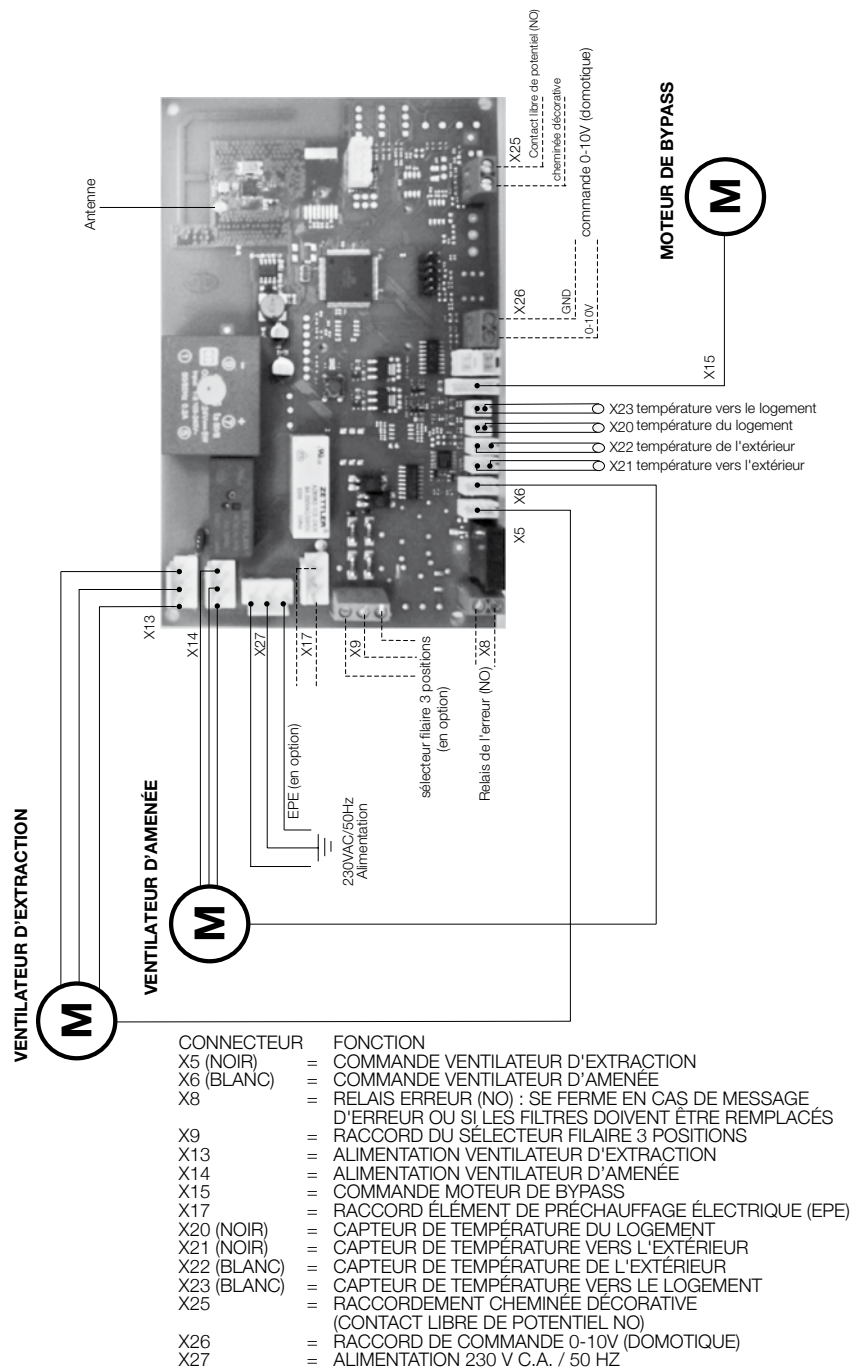 Antenne
Contact libre de potentiel (NO)
cheminée décorative
X25
commande 0-10V (domotique)
GND
0-10V
X26
MOTEUR DE BYPASS
M
X15
X23 température vers le logement
X20 température du logement
X22 température de l'extérieur
X21 température vers l'extérieur
X6
X5
ZETTLER
X13
X14
X27
X17
X9
X8
EPE (en option)
230VAC/50Hz
Alimentation
sélecteur filaire 3 positions
(en option)
Relais de l'erreur (NO)
VENTILATEUR D'EXTRACTION
M
VENTILATEUR D'AMENÉE
M
CONNECTEUR FONCTION
X5 (NOIR) = COMMANDE VENTILATEUR D'EXTRACTION
X6 (BLANC) = COMMANDE VENTILATEUR D'AMENÉE
X8 = RELAIS ERREUR (NO) : SE FERME EN CAS DE MESSAGE
D'ERREUR OU SI LES FILTRES DOIVENT ÊTRE REMPLACÉS
X9 = RACCORD DU SÉLECTEUR FILAIRE 3 POSITIONS
X13 = ALIMENTATION VENTILATEUR D'EXTRACTION
X14 = ALIMENTATION VENTILATEUR D'AMENÉE
X15 = COMMANDE MOTEUR DE BYPASS
X17 = RACCORD ÉLÉMENT DE PRÉCHAUFFAGE ÉLECTRIQUE (EPE)
X20 (NOIR) = CAPTEUR DE TEMPÉRATURE DU LOGEMENT
X21 (NOIR) = CAPTEUR DE TEMPÉRATURE VERS L'EXTÉRIEUR
X22 (BLANC) = CAPTEUR DE TEMPÉRATURE DE L'EXTÉRIEUR
X23 (BLANC) = CAPTEUR DE TEMPÉRATURE VERS LE LOGEMENT
X25 = RACCORDEMENT CHEMINÉE DÉCORATIVE
(CONTACT LIBRE DE POTENTIEL NO)
X26 = RACCORD DE COMMANDE 0-10V (DOMOTIQUE)
X27 = ALIMENTATION 230 V C.A. / 50 HZ